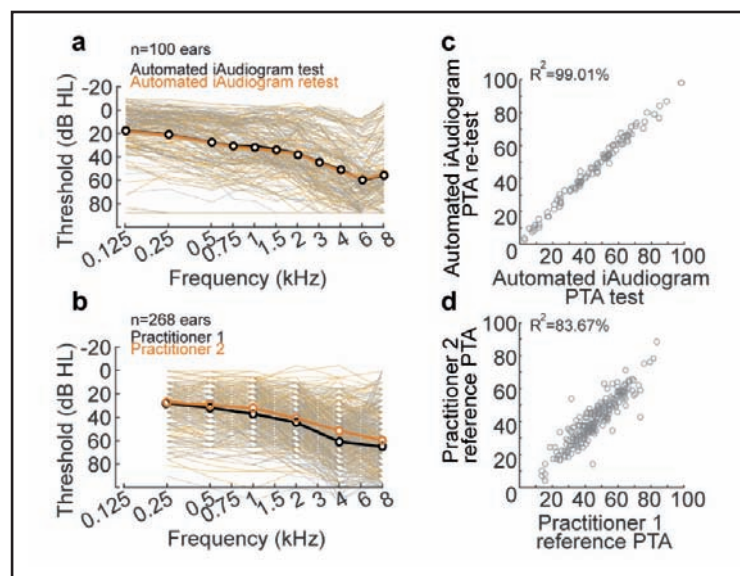 a
n=100 ears
Automated iAudiogram test
Automated iAudiogram retest
Threshold (dB HL)
-20
0
20
40
60
80
0.125
0.25
0.5
0.75
1
1.5
2
3
4
6
8
Frequency (kHz)
b
n=268 ears
Practitioner 1
Practitioner 2
Threshold (dB HL)
-20
0
20
40
60
80
0.125
0.25
0.5
0.75
1
1.5
2
3
4
6
8
Frequency (kHz)
c
R²=99.01%
Automated iAudiogram
PTA re-test
100
80
60
40
20
0
0 20 40 60 80 100
Automated iAudiogram
PTA test
d
R²=83.67%
Practitioner 2
reference PTA
100
80
60
40
20
0
0 20 40 60 80 100
Practitioner 1
reference PTA